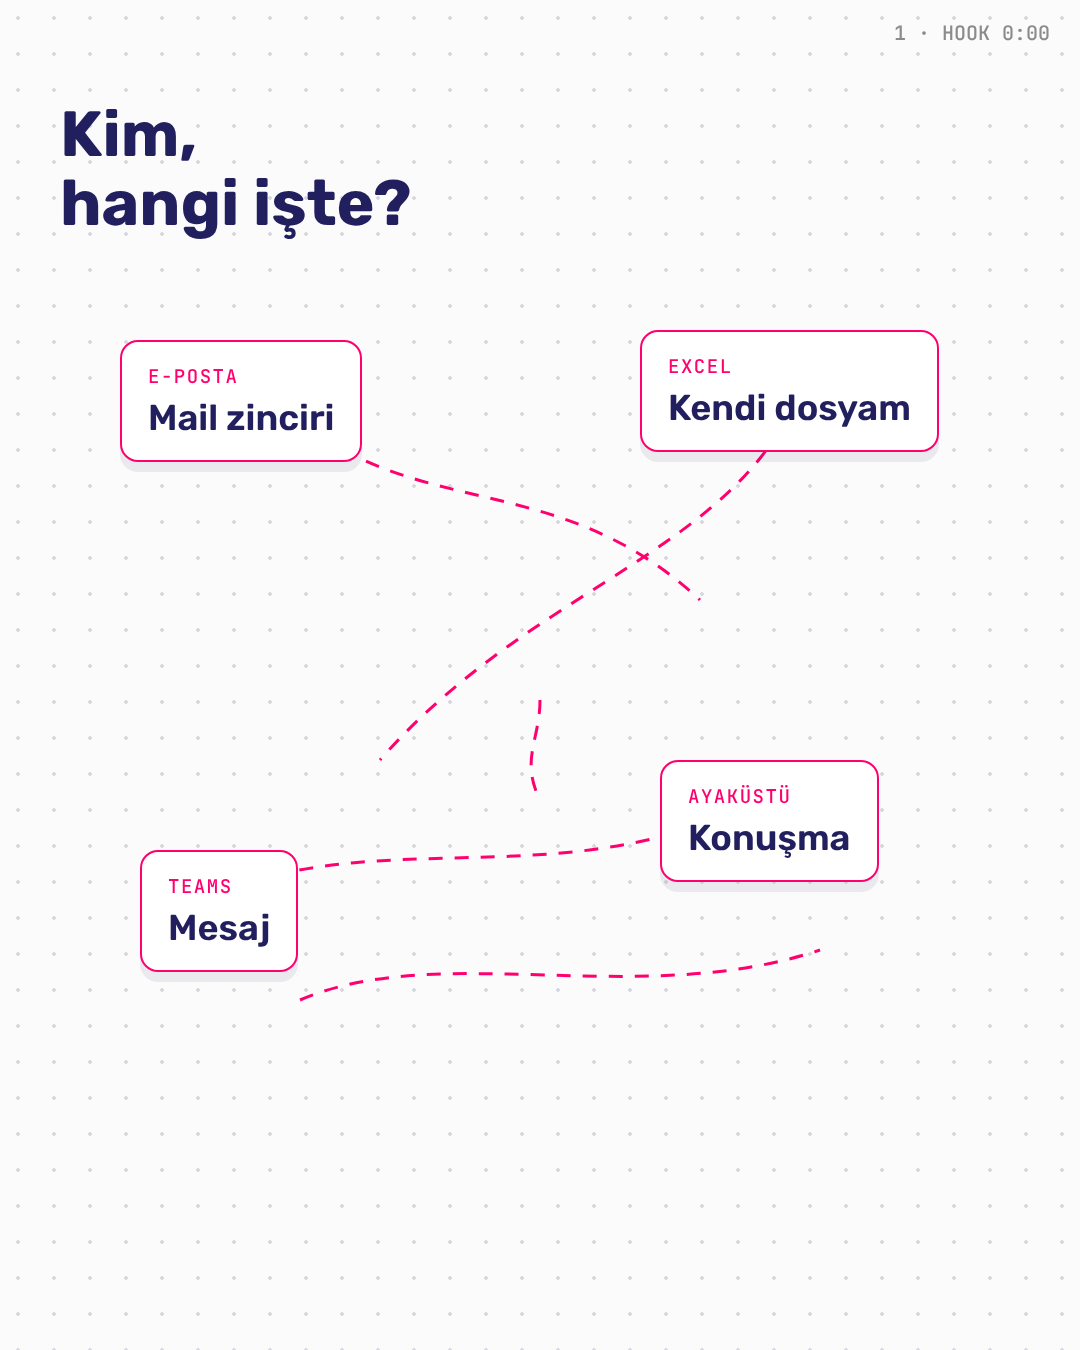 1 · HOOK 0:00
Kim,
hangi işte?
E-POSTA
Mail zinciri
EXCEL
Kendi dosyam
AYAKÜSTÜ
Konuşma
TEAMS
Mesaj